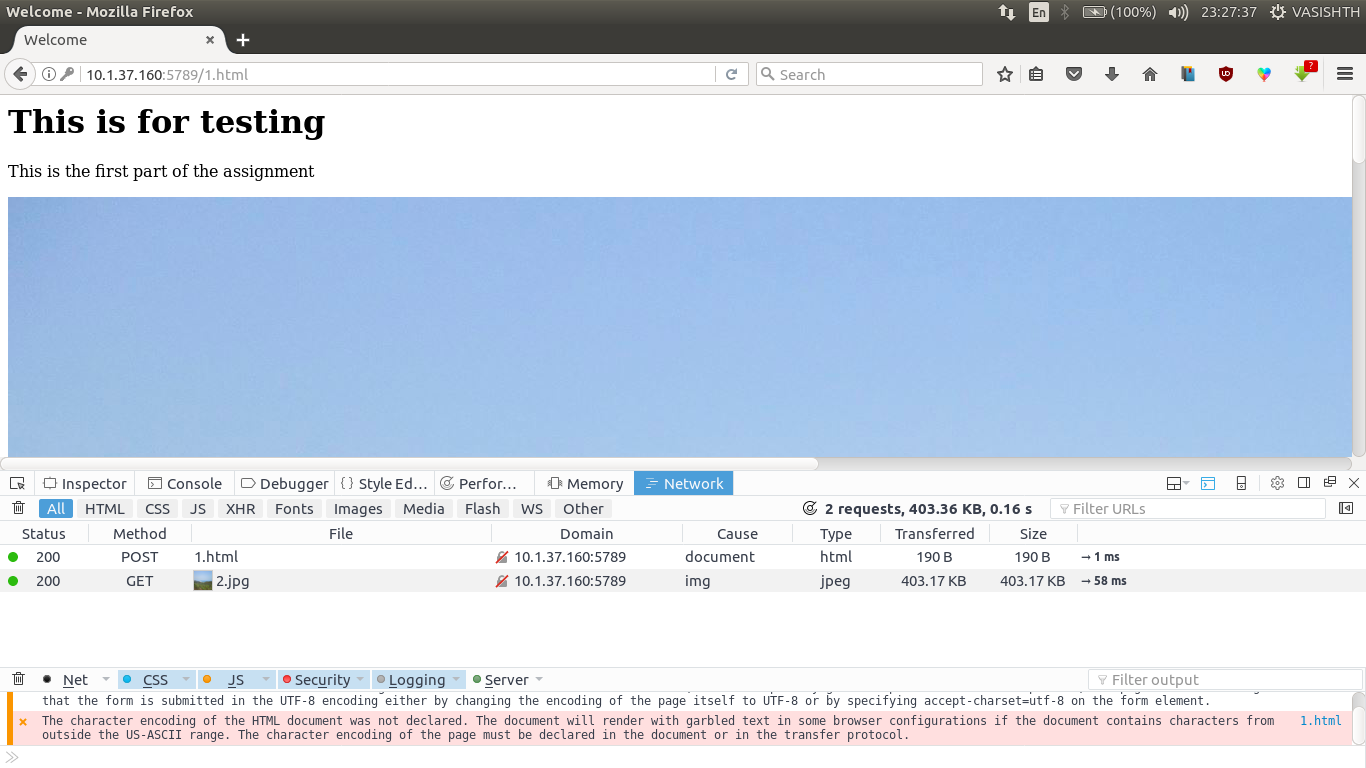 Welcome - Mozilla Firefox En (100%) 23:27:37 VASISHTH
Welcome
10.1.37.160:5789/1.html Search ?
This is for testing
This is the first part of the assignment
Inspector Console Debugger Style Ed... Perfor... Memory Network
All HTML CSS JS XHR Fonts Images Media Flash WS Other 2 requests, 403.36 KB, 0.16 s Filter URLs
Status Method File Domain Cause Type Transferred Size
200 POST 1.html 10.1.37.160:5789 document html 190 B 190 B → 1 ms
200 GET 2.jpg 10.1.37.160:5789 img jpeg 403.17 KB 403.17 KB → 58 ms
Net CSS JS Security Logging Server Filter output
that the form is submitted in the UTF-8 encoding either by changing the encoding of the page itself to UTF-8 or by specifying accept-charset=utf-8 on the form element.
The character encoding of the HTML document was not declared. The document will render with garbled text in some browser configurations if the document contains characters from 1.html
outside the US-ASCII range. The character encoding of the page must be declared in the document or in the transfer protocol.